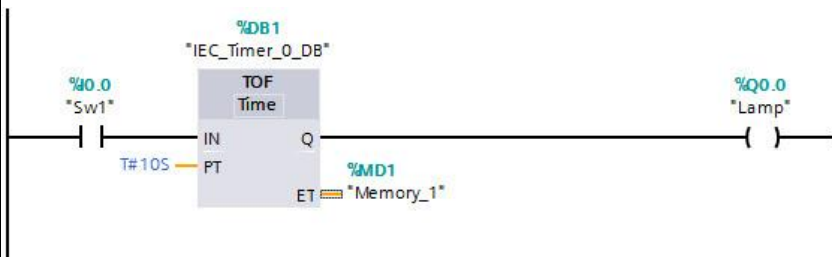 %DB1
"IEC_Timer_0_DB"
%I0.0
"Sw1"
TOF
Time
%Q0.0
"Lamp"
IN Q
T#10S PT
%MD1
ET "Memory_1"